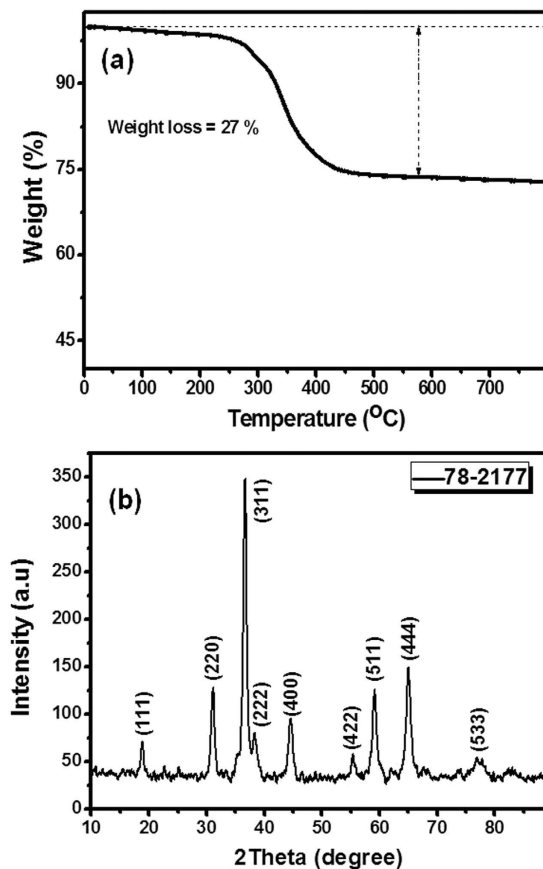 (a)
Weight loss = 27 %
Weight (%)
90
75
60
45
0 100 200 300 400 500 600 700
Temperature (⁰C)
(b)
78-2177
Intensity (a.u)
350
300
250
200
150
100
50
0
(111)
(220)
(311)
(222)
(400)
(422)
(511)
(444)
(533)
10 20 30 40 50 60 70 80
2Theta (degree)